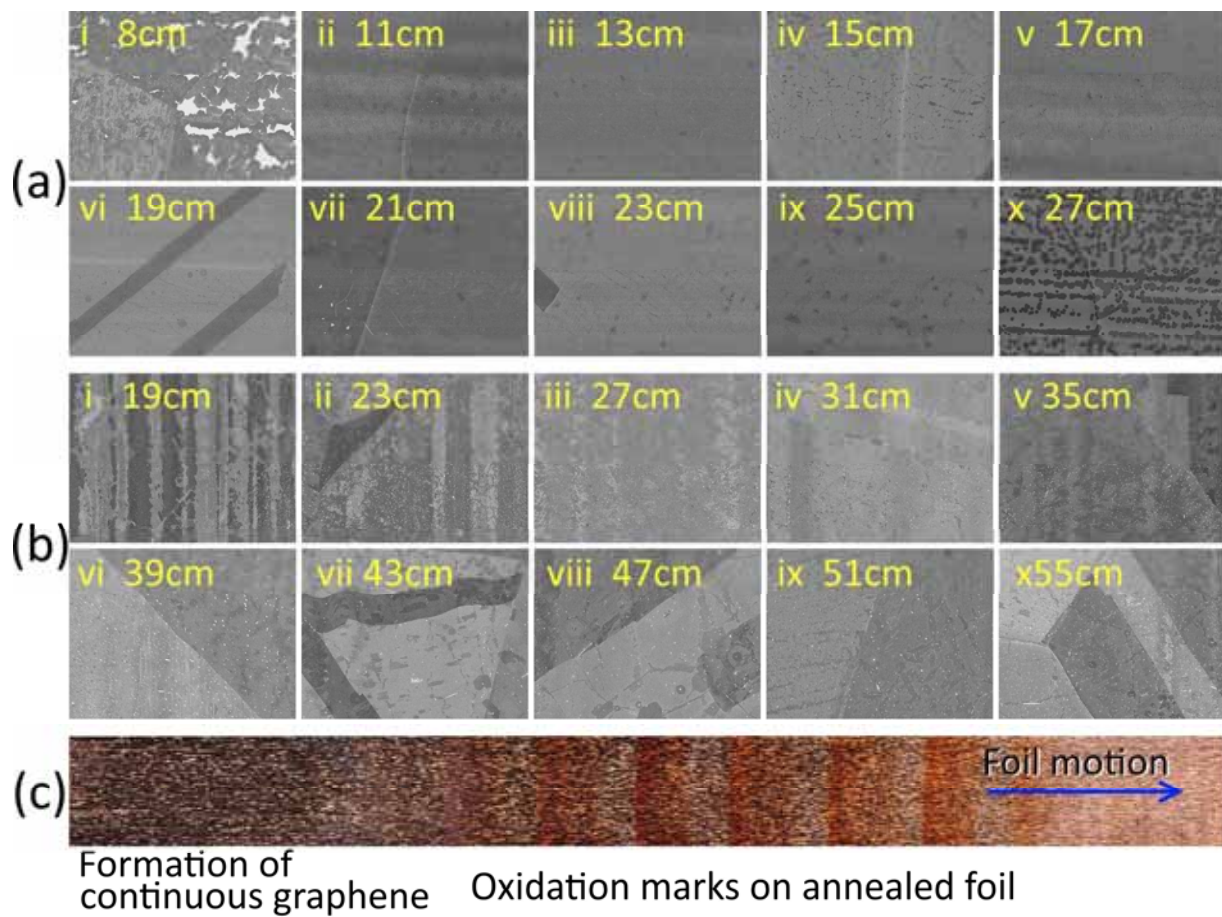 (a)
i 8cm
ii 11cm
iii 13cm
iv 15cm
v 17cm
vi 19cm
vii 21cm
viii 23cm
ix 25cm
x 27cm
(b)
i 19cm
ii 23cm
iii 27cm
iv 31cm
v 35cm
vi 39cm
vii 43cm
viii 47cm
ix 51cm
x55cm
(c)
Foil motion
Formation of
continuous graphene
Oxidation marks on annealed foil